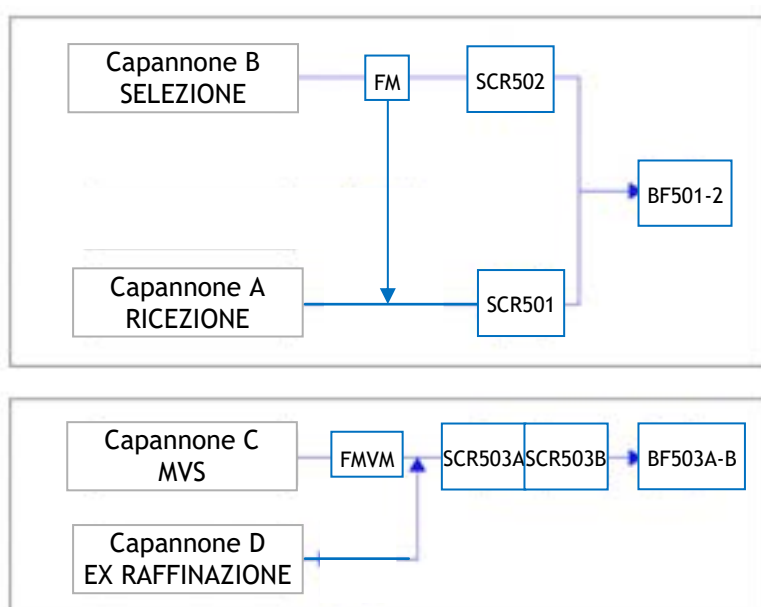 Capannone B
SELEZIONE
FM
SCR502
BF501-2
Capannone A
RICEZIONE
SCR501
Capannone C
MVS
FMVM
SCR503A
SCR503B
BF503A-B
Capannone D
EX RAFFINAZIONE